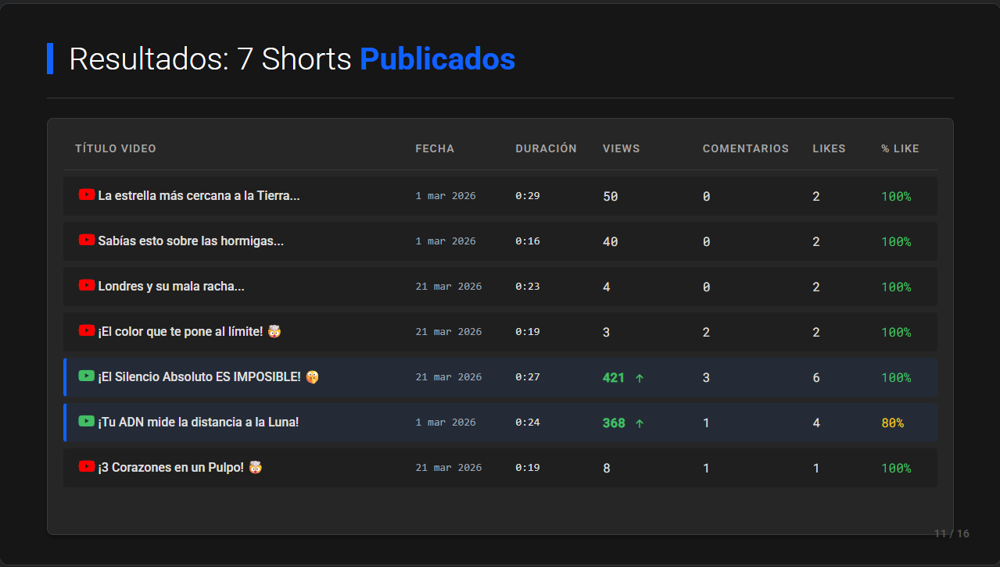 Resultados: 7 Shorts Publicados
TÍTULO VIDEO FECHA DURACIÓN VIEWS COMENTARIOS LIKES % LIKE
La estrella más cercana a la Tierra... 1 mar 2026 0:29 50 0 2 100%
Sabías esto sobre las hormigas... 1 mar 2026 0:16 40 0 2 100%
Londres y su mala racha... 21 mar 2026 0:23 4 0 2 100%
¡El color que te pone al límite! 🤯 21 mar 2026 0:19 3 2 2 100%
¡El Silencio Absoluto ES IMPOSIBLE! 🤫 21 mar 2026 0:27 421 ↑ 3 6 100%
¡Tu ADN mide la distancia a la Luna! 1 mar 2026 0:24 368 ↑ 1 4 80%
¡3 Corazones en un Pulpo! 🤯 21 mar 2026 0:19 8 1 1 100%
11 / 16